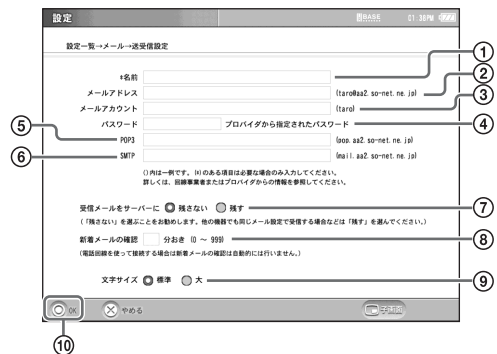 設定
BASE 01:38PM
設定一覧→メール→送受信設定
*名前
①
メールアドレス (taro@aa2.so-net.ne.jp)
②
メールアカウント (taro)
③
パスワード プロバイダから指定されたパスワード
④
⑤
POP3 (pop.aa2.so-net.ne.jp)
⑥
SMTP (mail.aa2.so-net.ne.jp)
()内は一例です。(*)のある項目は必要な場合のみ入力してください。
詳しくは、回線事業者またはプロバイダからの情報を参照してください。
受信メールをサーバーに 残さない 残す
⑦
(「残さない」を選ぶことをお勧めします。他の機器でも同じメール設定で受信する場合などは「残す」を選んでください。)
新着メールの確認 分おき (0 ～ 999)
⑧
(電話回線を使って接続する場合は新着メールの確認は自動的には行いません。)
文字サイズ 標準 大
⑨
OK やめる 子画面
⑩